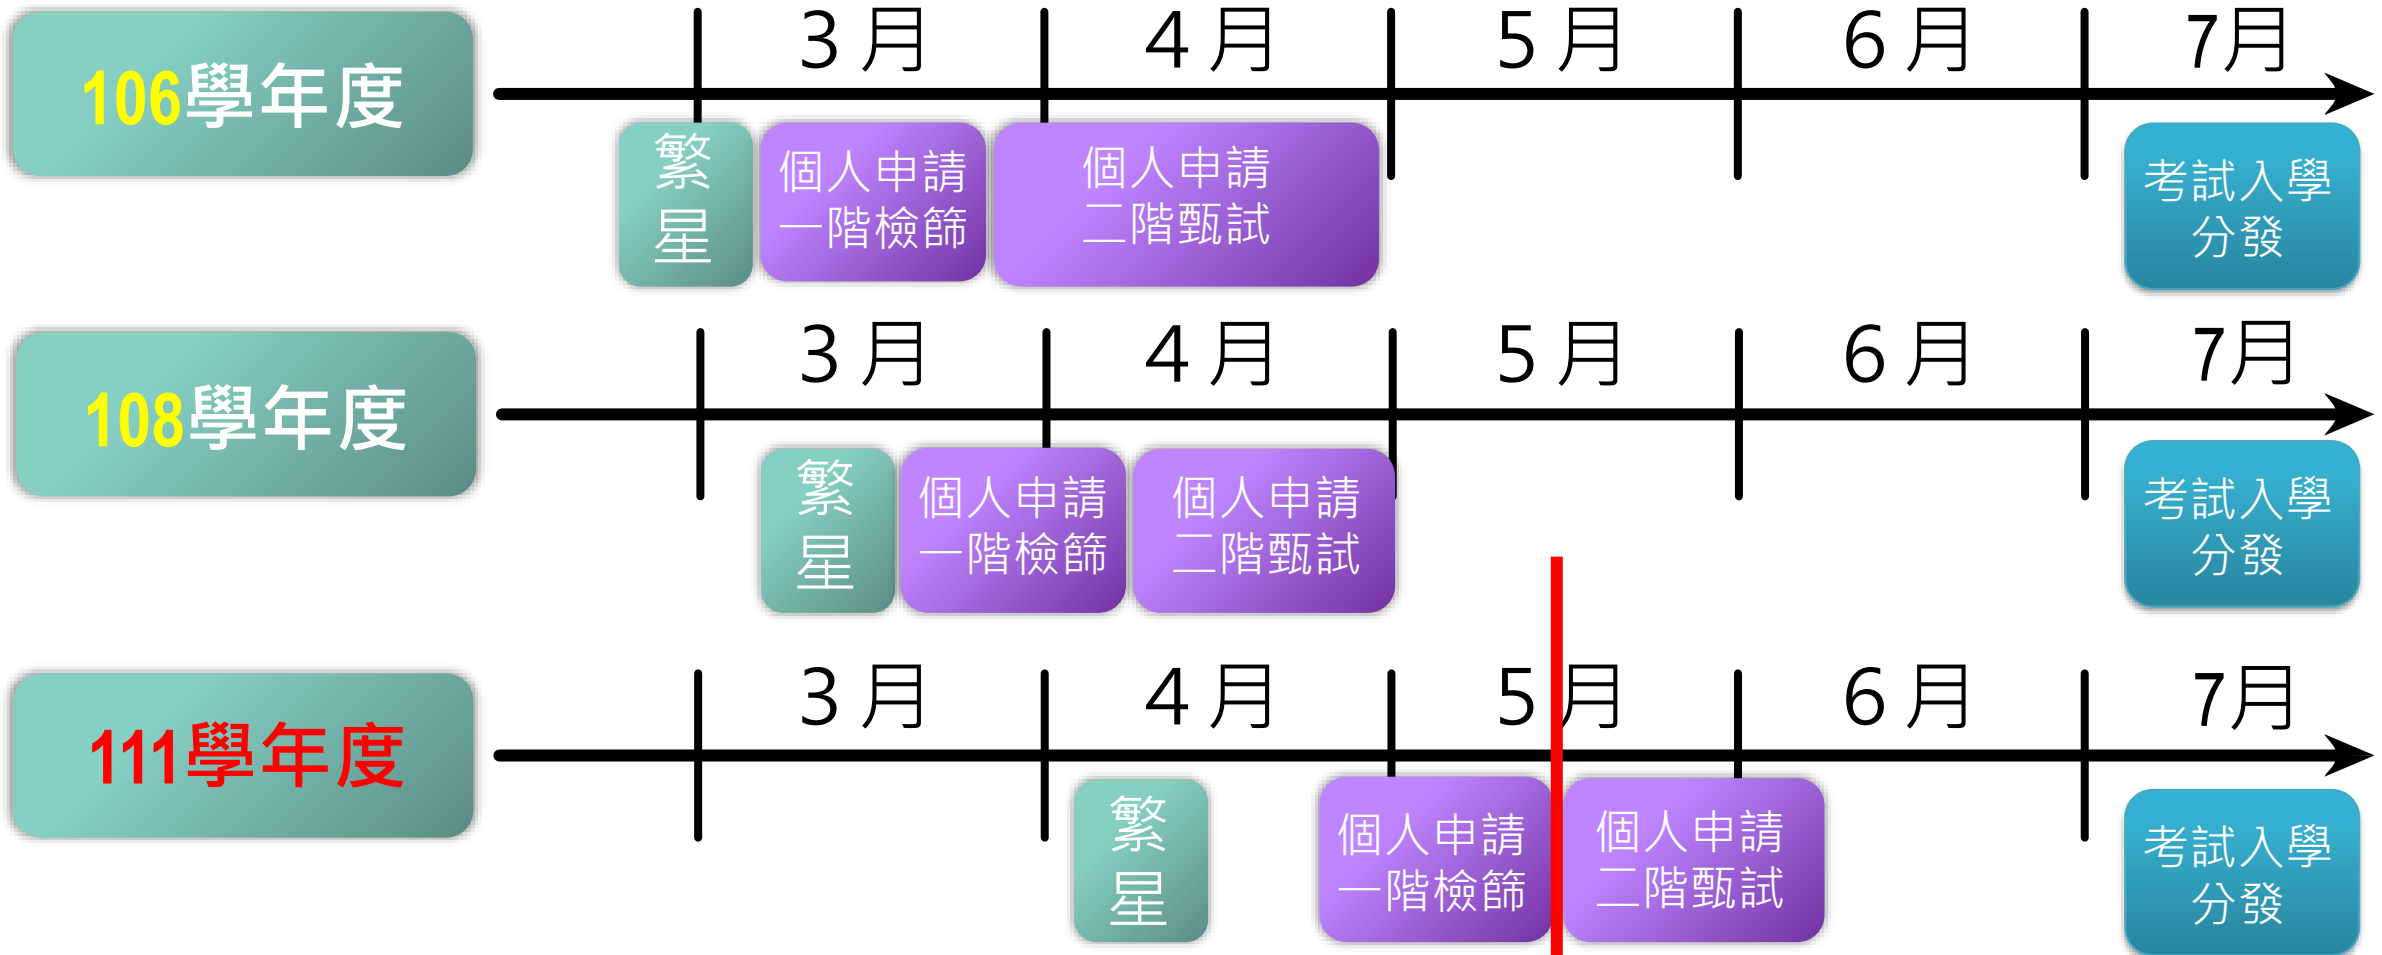 106學年度
3 月
4 月
5 月
6 月
7月
繁
星
個人申請
一階檢篩
個人申請
二階甄試
考試入學
分發
108學年度
3 月
4 月
5 月
6 月
7月
繁
星
個人申請
一階檢篩
個人申請
二階甄試
考試入學
分發
111學年度
3 月
4 月
5 月
6 月
7月
繁
星
個人申請
一階檢篩
個人申請
二階甄試
考試入學
分發